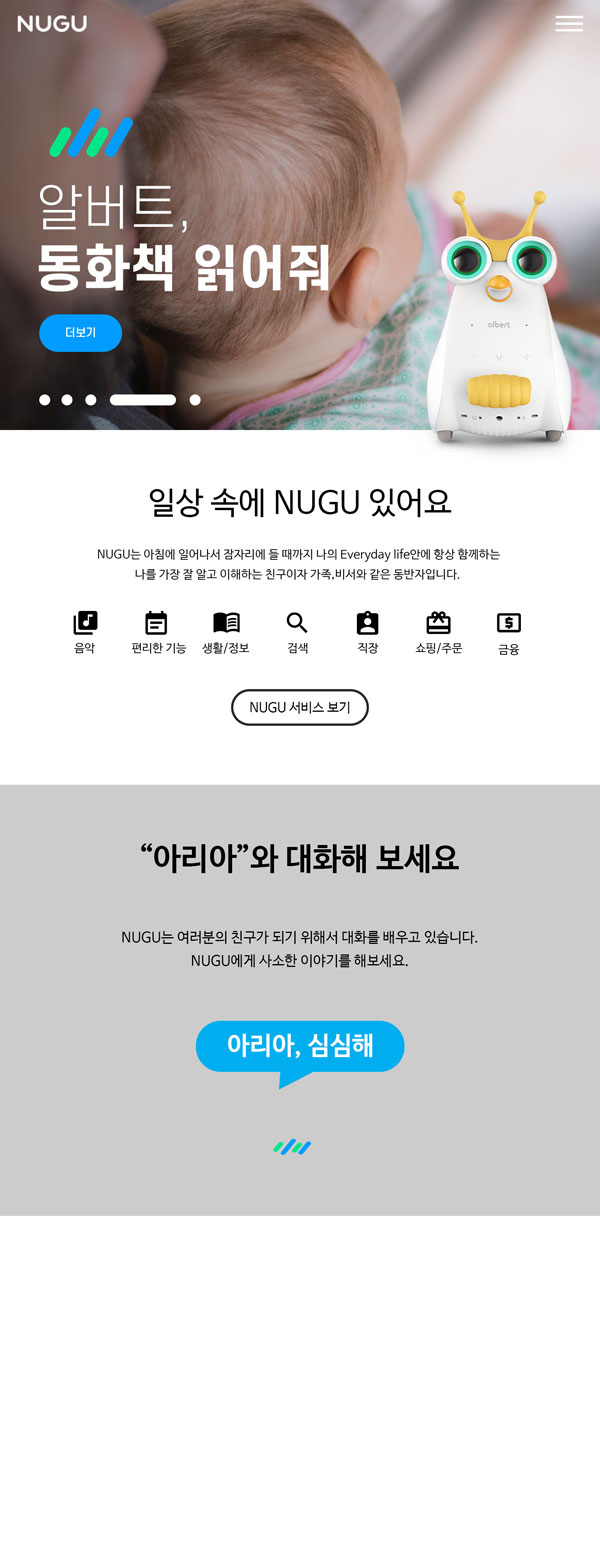 NUGU
알버트,
동화책 읽어줘
더보기
albert
일상 속에 NUGU 있어요
NUGU는 아침에 일어나서 잠자리에 들 때까지 나의 Everyday life안에 항상 함께하는
나를 가장 잘 알고 이해하는 친구이자 가족,비서와 같은 동반자입니다.
음악 편리한 기능 생활/정보 검색 직장 쇼핑/주문 금융
NUGU 서비스 보기
“아리아”와 대화해 보세요
NUGU는 여러분의 친구가 되기 위해서 대화를 배우고 있습니다.
NUGU에게 사소한 이야기를 해보세요.
아리아, 심심해